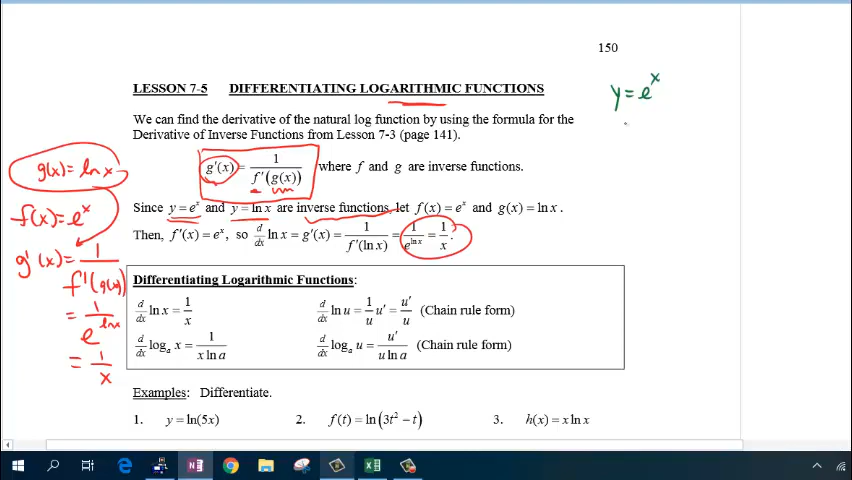 150
LESSON 7-5 DIFFERENTIATING LOGARITHMIC FUNCTIONS
y = e^x
We can find the derivative of the natural log function by using the formula for the
Derivative of Inverse Functions from Lesson 7-3 (page 141).
g(x) = ln x
g'(x) = 1 / f'(g(x)) where f and g are inverse functions.
Since y = e^x and y = ln x are inverse functions, let f(x) = e^x and g(x) = ln x.
f(x) = e^x
Then, f'(x) = e^x, so d/dx ln x = g'(x) = 1 / f'(ln x) = 1 / e^(ln x) = 1/x.
g'(x) = 1 / f'(g(x))
= 1 / e^(ln x)
= 1/x
Differentiating Logarithmic Functions:
d/dx ln x = 1/x d/dx ln u = 1/u u' = u'/u (Chain rule form)
d/dx log_a x = 1 / (x ln a) d/dx log_a u = u' / (u ln a) (Chain rule form)
Examples: Differentiate.
1. y = ln(5x) 2. f(t) = ln(3t² − t) 3. h(x) = x ln x